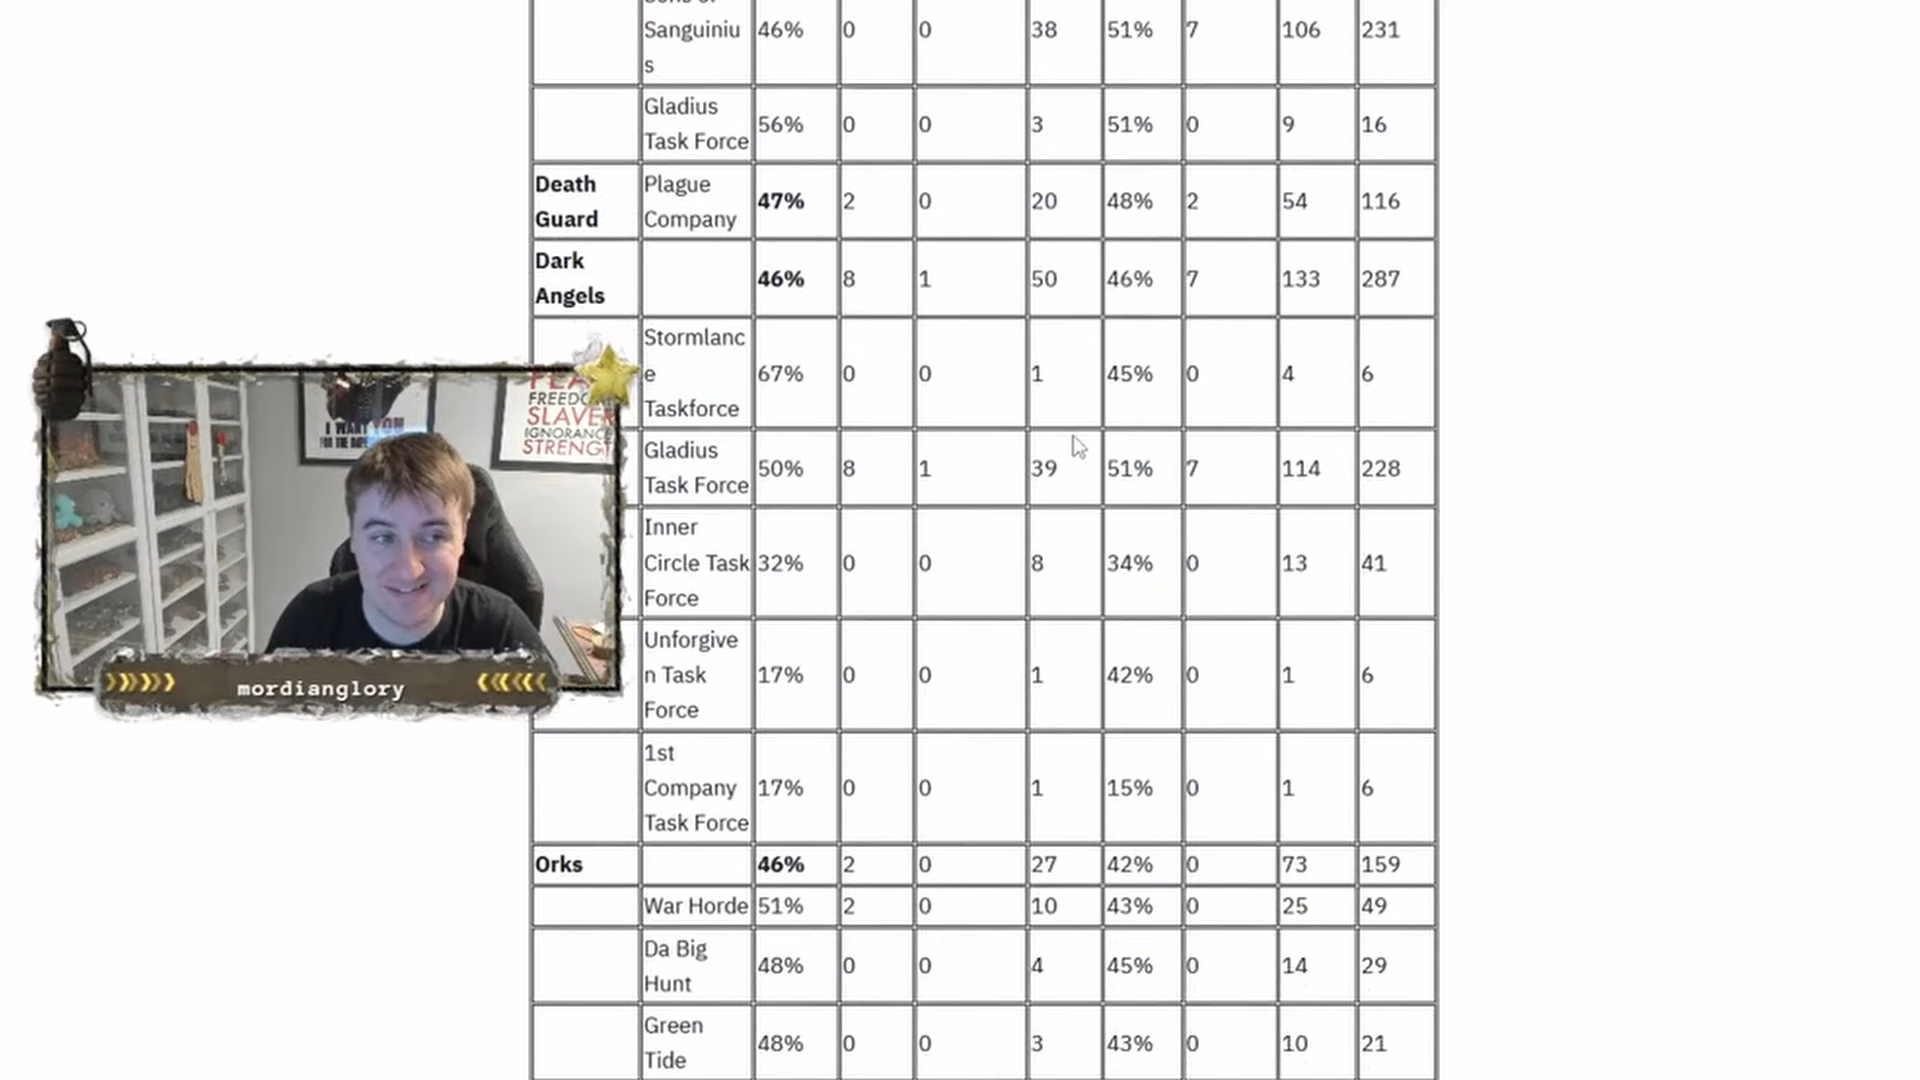 Sanguiniu 46% 0 0 38 51% 7 106 231
s
Gladius
Task Force 56% 0 0 3 51% 0 9 16
Death Guard Plague Company 47% 2 0 20 48% 2 54 116
Dark Angels 46% 8 1 50 46% 7 133 287
Stormlanc
e
Taskforce 67% 0 0 1 45% 0 4 6
Gladius
Task Force 50% 8 1 39 51% 7 114 228
Inner
Circle Task
Force 32% 0 0 8 34% 0 13 41
Unforgive
n Task
Force 17% 0 0 1 42% 0 1 6
1st
Company
Task Force 17% 0 0 1 15% 0 1 6
Orks 46% 2 0 27 42% 0 73 159
War Horde 51% 2 0 10 43% 0 25 49
Da Big
Hunt 48% 0 0 4 45% 0 14 29
Green
Tide 48% 0 0 3 43% 0 10 21
I WANT YOU
FREEDO
SLAVER
IGNORANCE
STRENGT
mordianglory